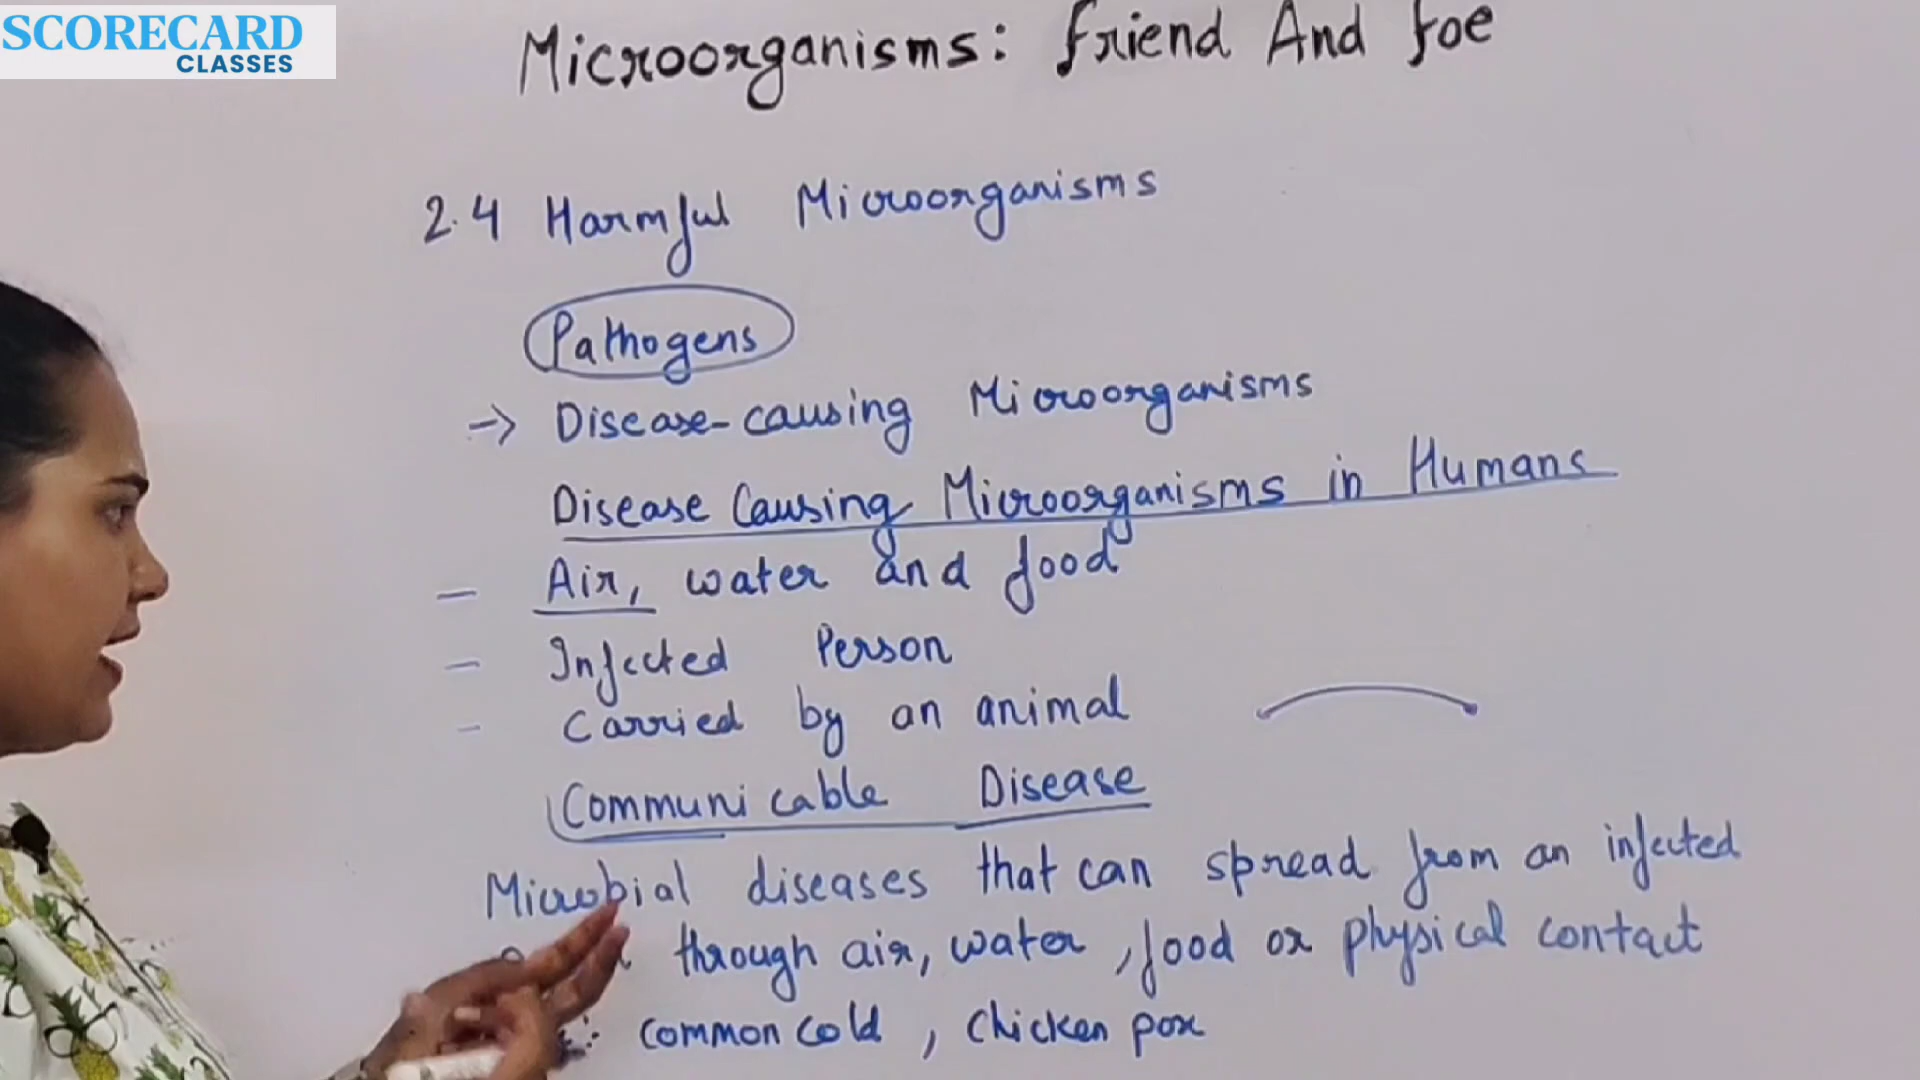 SCORECARD
CLASSES
Microorganisms: Friend And Foe
2.4 Harmful Microorganisms
Pathogens
→ Disease-causing Microorganisms
Disease Causing Microorganisms in Humans
— Air, water and food
— Infected Person
— Carried by an animal
Communicable Disease
Microbial diseases that can spread from an infected
through air, water, food or physical contact
common cold, chicken pox